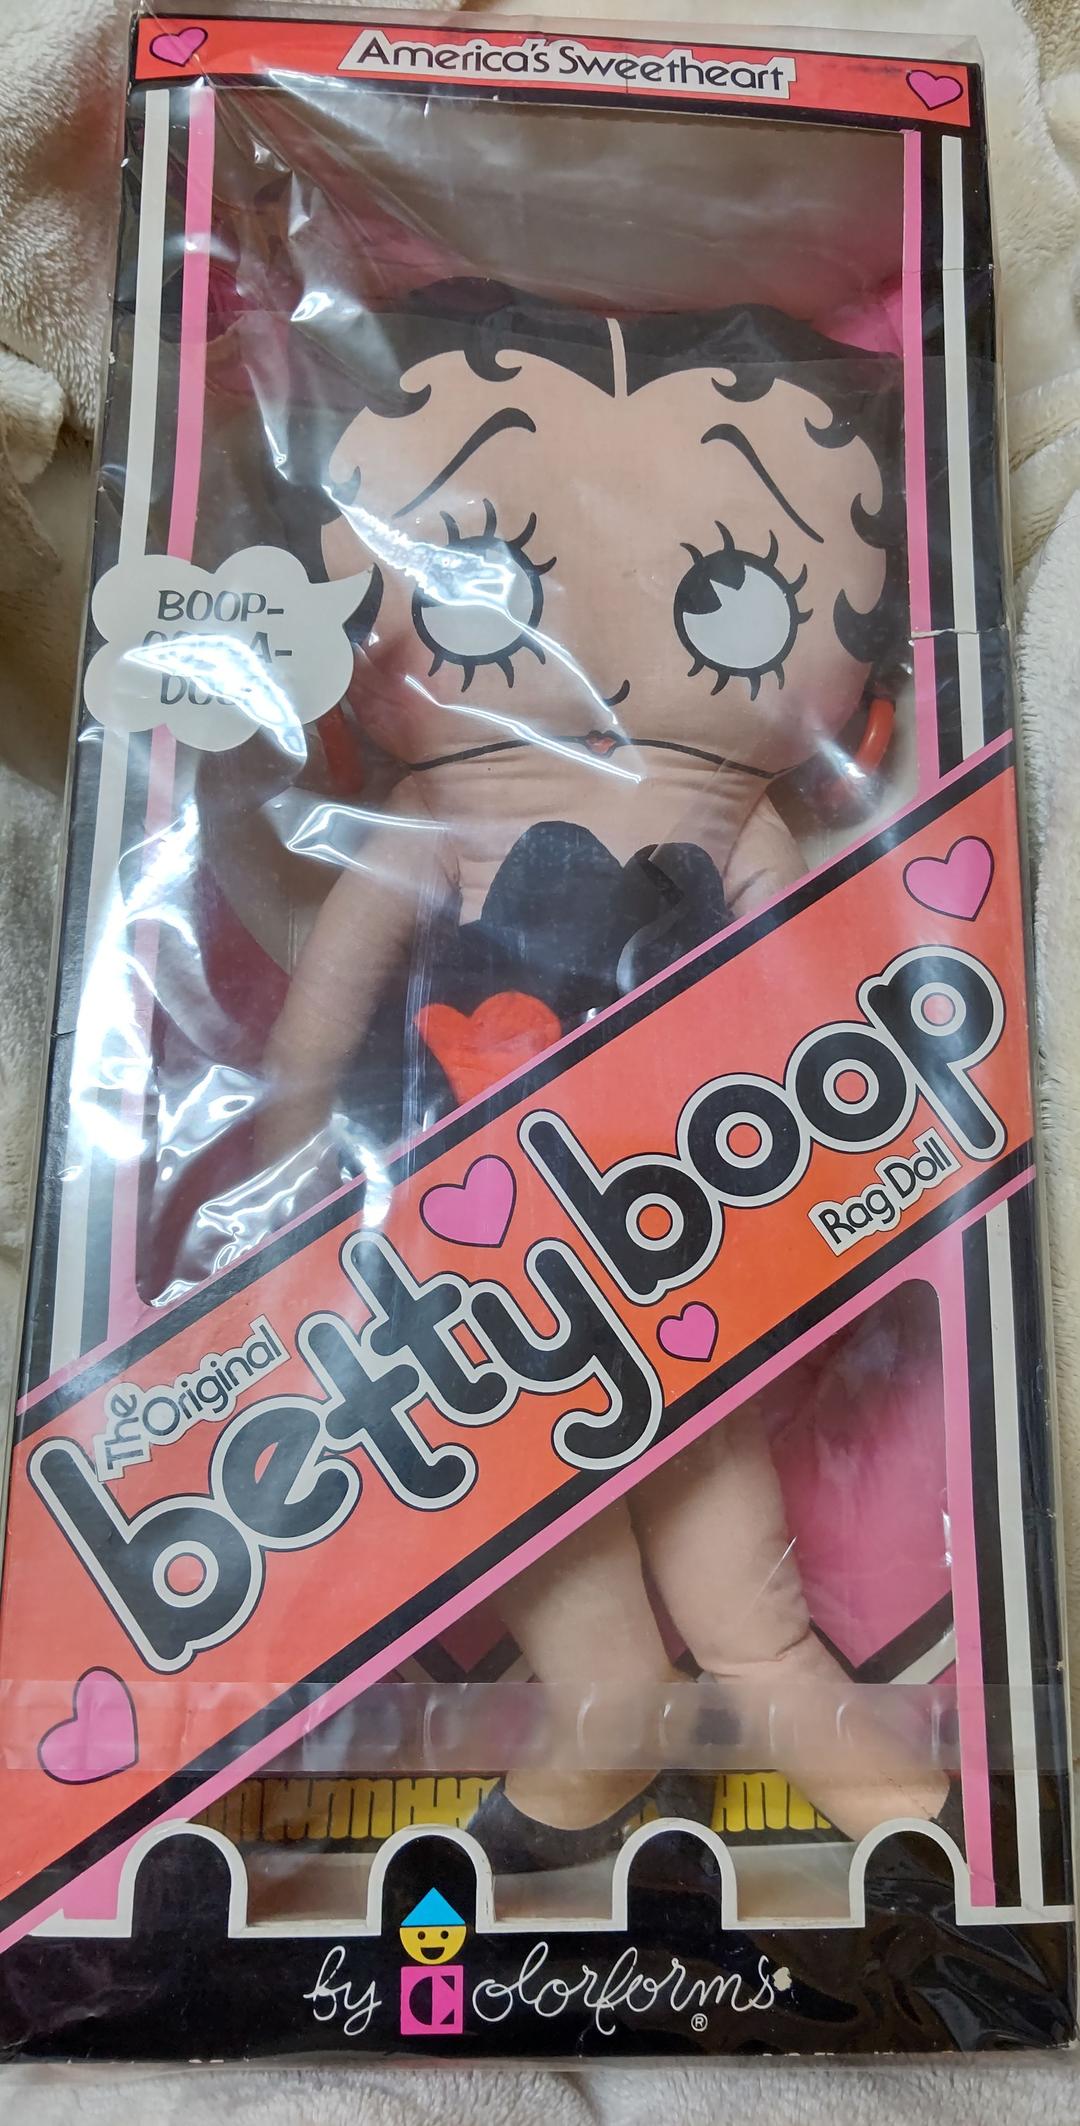 America's Sweetheart
BOOP-
The Original
betty boop
Rag Doll
by Colorforms®